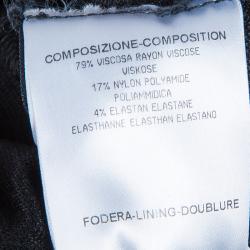 COMPOSIZIONE-COMPOSITION
79% VISCOSA RAYON VISCOSE
VISKOSE
17% NYLON POLYAMIDE
POLIAMMIDICA
4% ELASTAN ELASTANE
ELASTHANNE ELASTHAN ELASTANO
FODERA-LINING-DOUBLURE